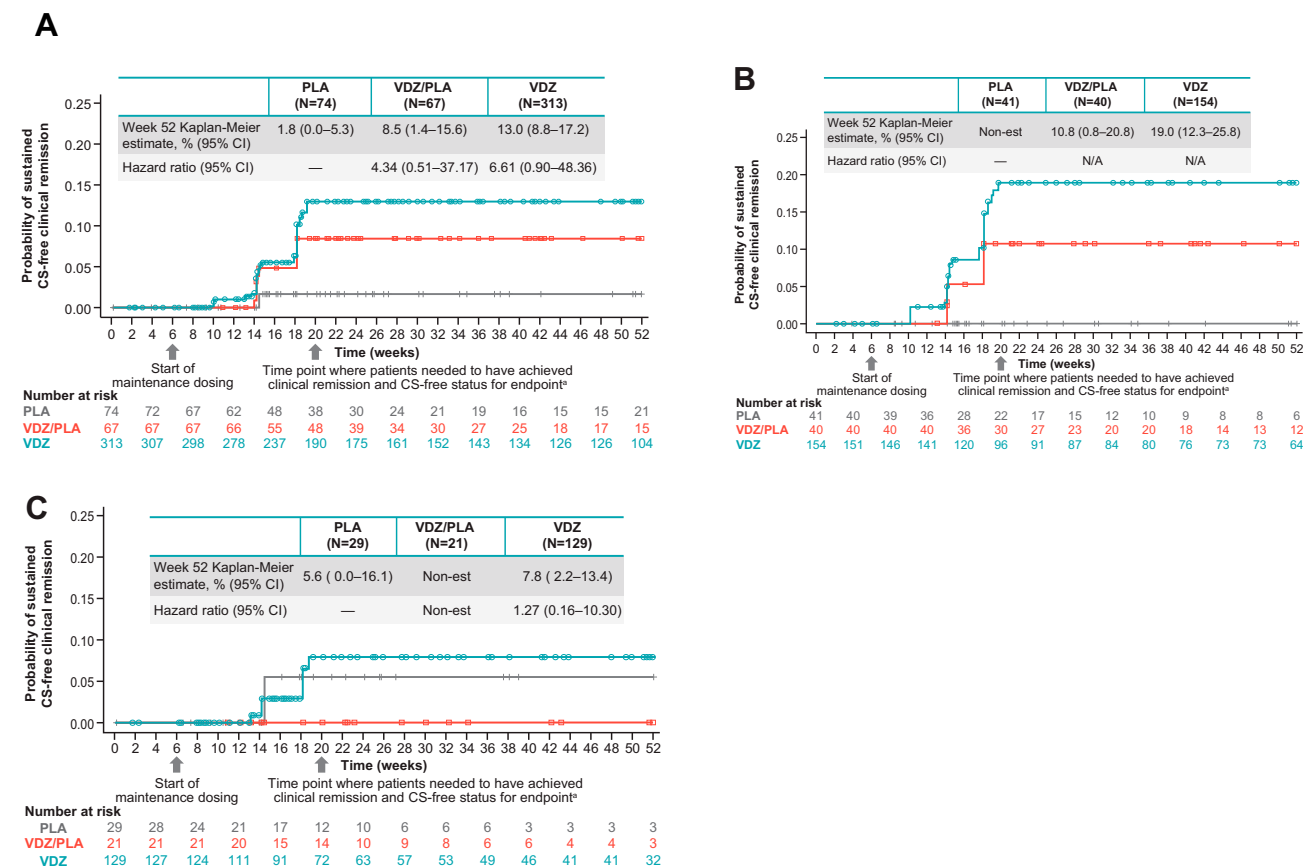 A
PLA VDZ/PLA VDZ
(N=74) (N=67) (N=313)
Week 52 Kaplan-Meier
estimate, % (95% CI) 1.8 (0.0–5.3) 8.5 (1.4–15.6) 13.0 (8.8–17.2)
Hazard ratio (95% CI) — 4.34 (0.51–37.17) 6.61 (0.90–48.36)
Probability of sustained
CS-free clinical remission
0.25
0.20
0.15
0.10
0.05
0.00
0 2 4 6 8 10 12 14 16 18 20 22 24 26 28 30 32 34 36 38 40 42 44 46 48 50 52
Time (weeks)
Start of
maintenance dosing
Time point where patients needed to have achieved
clinical remission and CS-free status for endpointᵃ
Number at risk
PLA 74 72 67 62 48 38 30 24 21 19 16 15 15 21
VDZ/PLA 67 67 67 66 55 48 39 34 30 27 25 18 17 15
VDZ 313 307 298 278 237 190 175 161 152 143 134 126 126 104
B
PLA VDZ/PLA VDZ
(N=41) (N=40) (N=154)
Week 52 Kaplan-Meier
estimate, % (95% CI) Non-est 10.8 (0.8–20.8) 19.0 (12.3–25.8)
Hazard ratio (95% CI) — N/A N/A
Probability of sustained
CS-free clinical remission
0.25
0.20
0.15
0.10
0.05
0.00
0 2 4 6 8 10 12 14 16 18 20 22 24 26 28 30 32 34 36 38 40 42 44 46 48 50 52
Time (weeks)
Start of
maintenance dosing
Time point where patients needed to have achieved
clinical remission and CS-free status for endpointᵃ
Number at risk
PLA 41 40 39 36 28 22 17 15 12 10 9 8 8 6
VDZ/PLA 40 40 40 40 36 30 27 23 20 20 18 14 13 12
VDZ 154 151 146 141 120 96 91 87 84 80 76 73 73 64
C
PLA VDZ/PLA VDZ
(N=29) (N=21) (N=129)
Week 52 Kaplan-Meier
estimate, % (95% CI) 5.6 ( 0.0–16.1) Non-est 7.8 ( 2.2–13.4)
Hazard ratio (95% CI) — Non-est 1.27 (0.16–10.30)
Probability of sustained
CS-free clinical remission
0.25
0.20
0.15
0.10
0.05
0.00
0 2 4 6 8 10 12 14 16 18 20 22 24 26 28 30 32 34 36 38 40 42 44 46 48 50 52
Time (weeks)
Start of
maintenance dosing
Time point where patients needed to have achieved
clinical remission and CS-free status for endpointᵃ
Number at risk
PLA 29 28 24 21 17 12 10 6 6 6 3 3 3 3
VDZ/PLA 21 21 21 20 15 14 10 9 8 6 6 4 4 3
VDZ 129 127 124 111 91 72 63 57 53 49 46 41 41 32